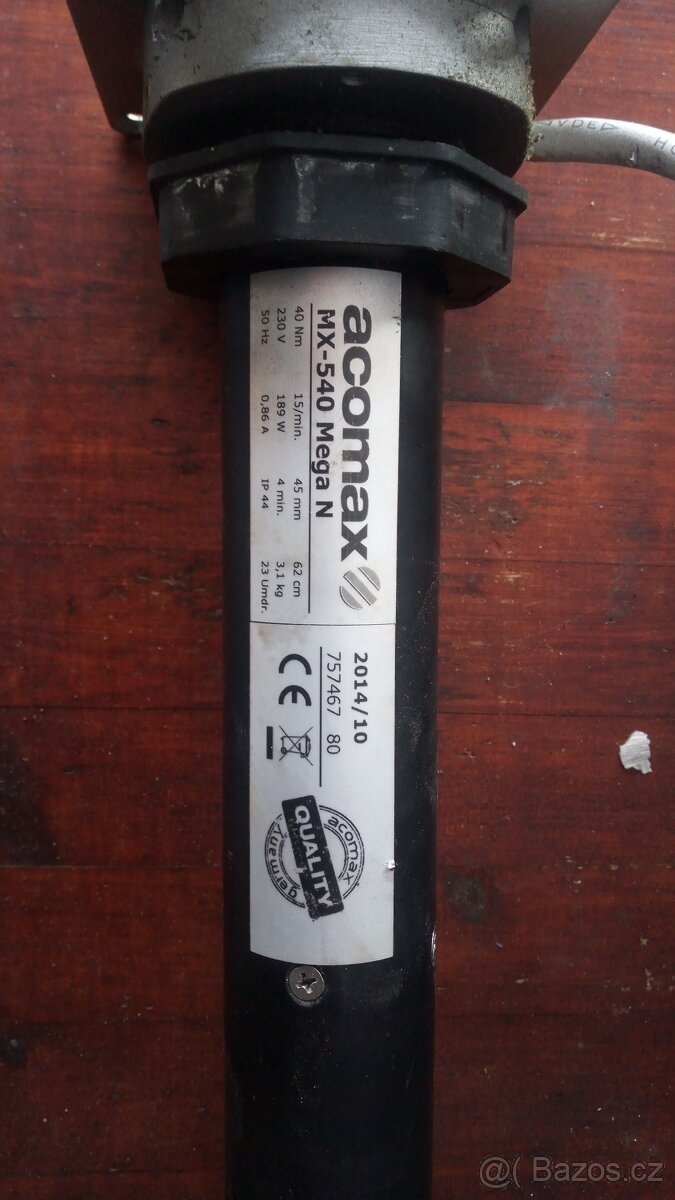 acomax
MX-540 Mega N
40 Nm 15/min. 45 mm 62 cm
230 V 189 W 4 min. 3,1 kg
50 Hz 0,86 A IP 44 23 Umdr.
2014/10
757467 80
CE
acomax
QUALITY
germany
@( Bazos.cz